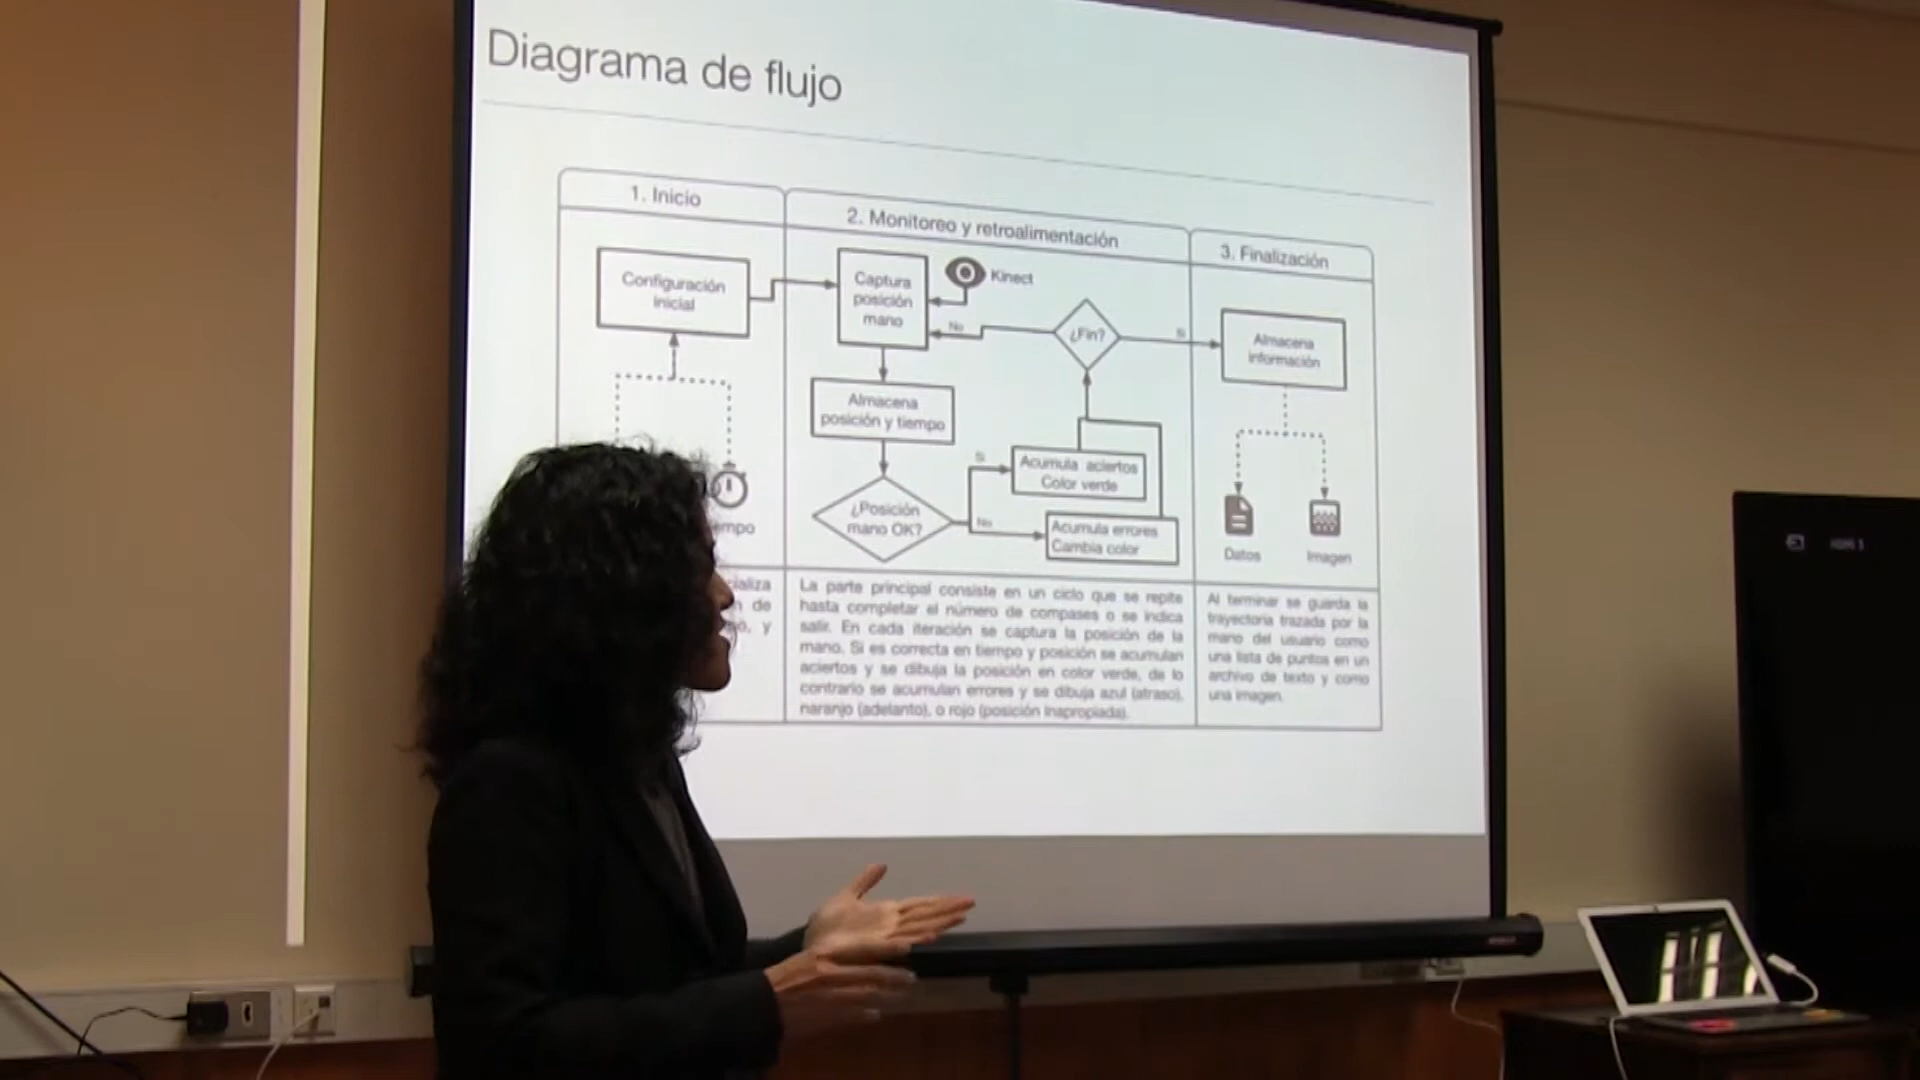 Diagrama de flujo
1. Inicio
2. Monitoreo y retroalimentación
3. Finalización
Configuración
inicial
Captura
posición
mano
Kinect
No
¿Fin?
Si
Almacena
información
Almacena
posición y tiempo
¿Posición
mano OK?
Si
No
Acumula aciertos
Color verde
Acumula errores
Cambia color
Datos
Imagen
La parte principal consiste en un ciclo que se repite
hasta completar el número de compases o se indica
salir. En cada iteración se captura la posición de la
mano. Si es correcta en tiempo y posición se acumulan
aciertos y se dibuja la posición en color verde, de lo
contrario se acumulan errores y se dibuja azul (atraso),
naranjo (adelanto), o rojo (posición inapropiada).
Al terminar se guarda la
trayectoria trazada por la
mano del usuario como
una lista de puntos en un
archivo de texto y como
una imagen.